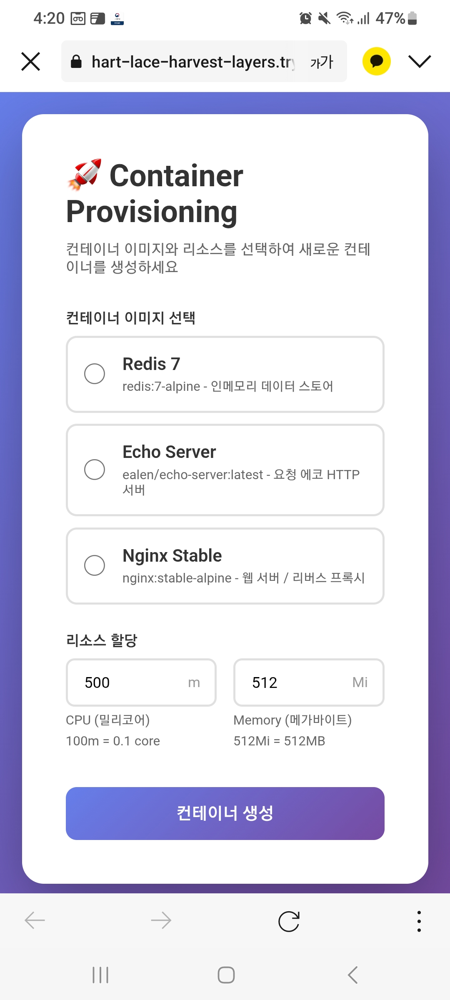 4:20
47%
hart-lace-harvest-layers.tr
가가
Container
Provisioning
컨테이너 이미지와 리소스를 선택하여 새로운 컨테
이너를 생성하세요
컨테이너 이미지 선택
Redis 7
redis:7-alpine - 인메모리 데이터 스토어
Echo Server
ealen/echo-server:latest - 요청 에코 HTTP
서버
Nginx Stable
nginx:stable-alpine - 웹 서버 / 리버스 프록시
리소스 할당
500 m
512 Mi
CPU (밀리코어)
Memory (메가바이트)
100m = 0.1 core
512Mi = 512MB
컨테이너 생성